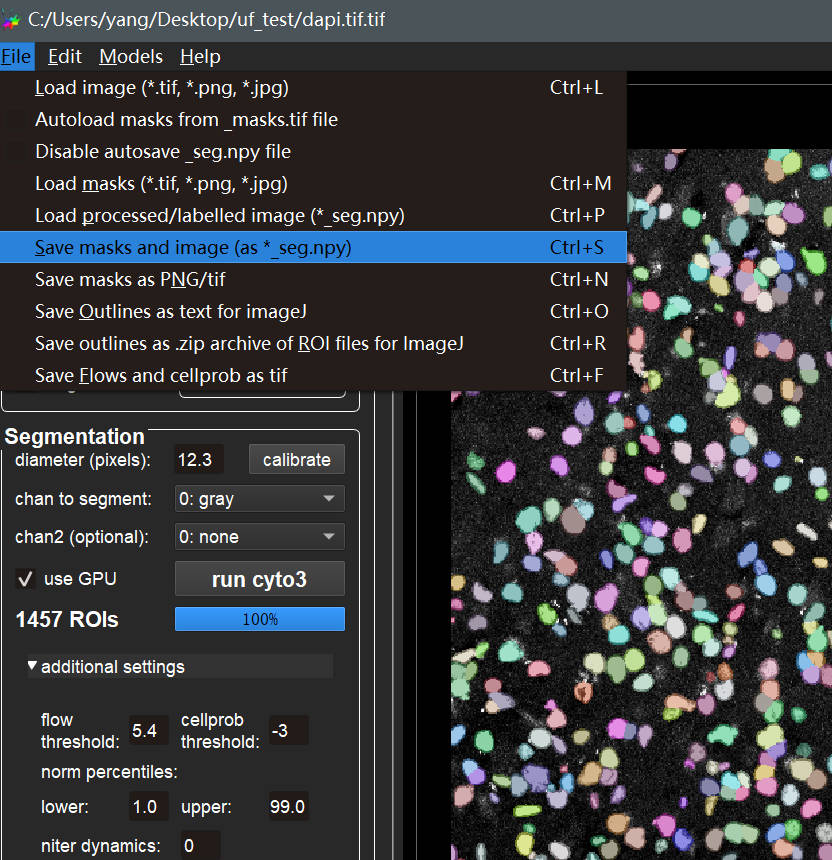 C:/Users/yang/Desktop/uf_test/dapi.tif.tif
File Edit Models Help
Load image (*.tif, *.png, *.jpg) Ctrl+L
Autoload masks from _masks.tif file
Disable autosave _seg.npy file
Load masks (*.tif, *.png, *.jpg) Ctrl+M
Load processed/labelled image (*_seg.npy) Ctrl+P
Save masks and image (as *_seg.npy) Ctrl+S
Save masks as PNG/tif Ctrl+N
Save Outlines as text for imageJ Ctrl+O
Save outlines as .zip archive of ROI files for ImageJ Ctrl+R
Save Flows and cellprob as tif Ctrl+F
Segmentation
diameter (pixels): 12.3 calibrate
chan to segment: 0: gray
chan2 (optional): 0: none
use GPU run cyto3
1457 ROIs 100%
additional settings
flow threshold: 5.4 cellprob threshold: -3
norm percentiles:
lower: 1.0 upper: 99.0
niter dynamics: 0